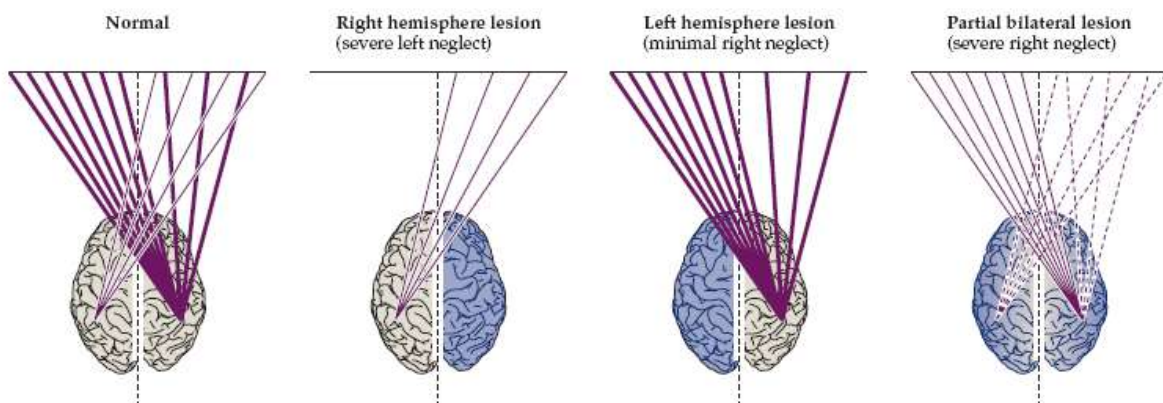 Normal
Right hemisphere lesion
(severe left neglect)
Left hemisphere lesion
(minimal right neglect)
Partial bilateral lesion
(severe right neglect)